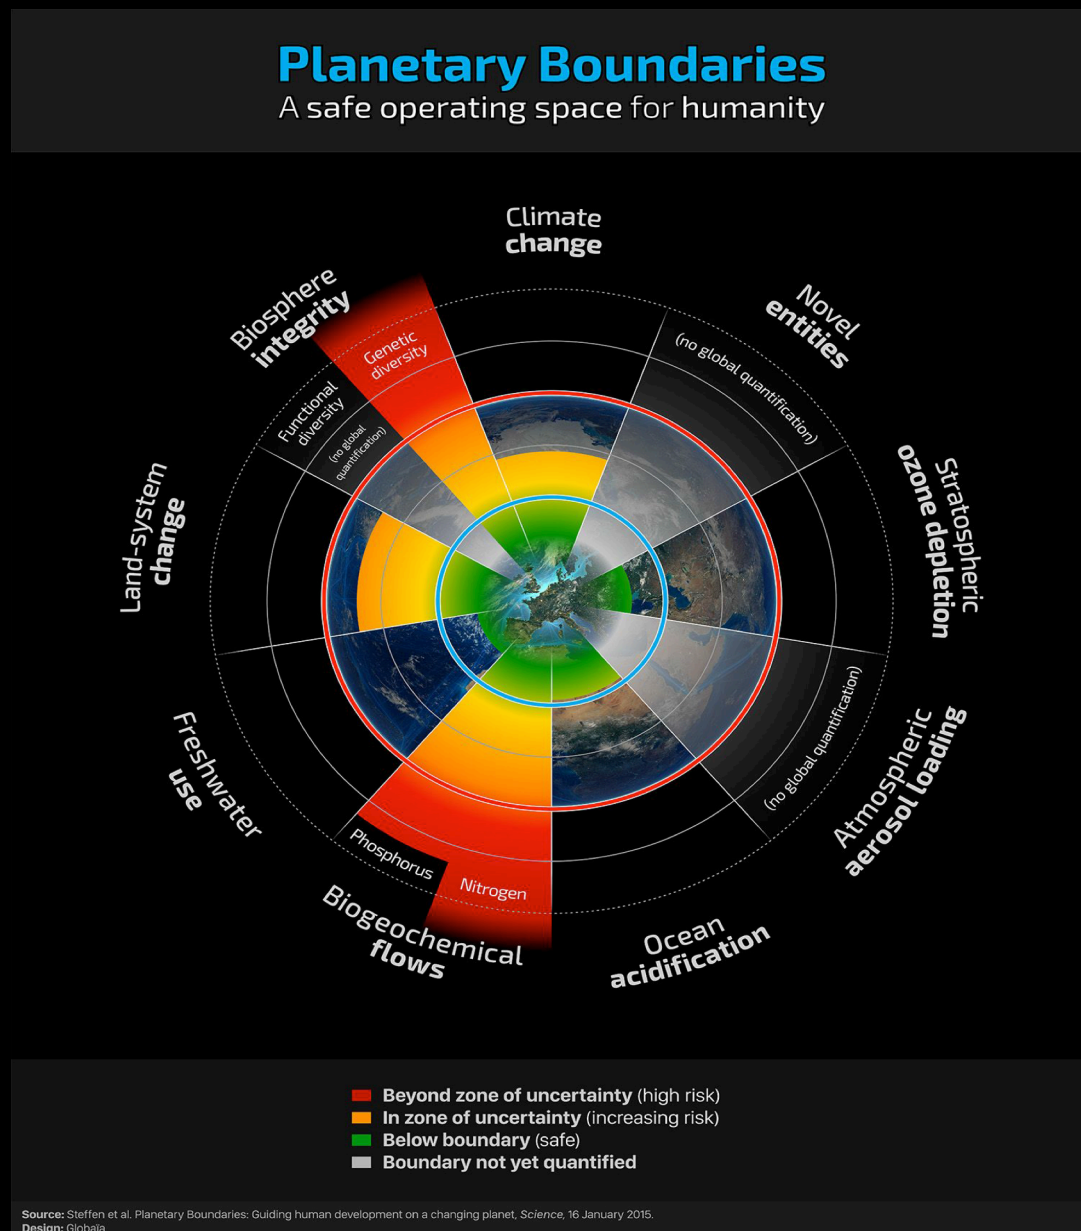 Planetary Boundaries
A safe operating space for humanity
Climate
change
Novel
entities
(no global quantification)
Stratospheric
ozone depletion
Atmospheric
aerosol loading
(no global quantification)
Ocean
acidification
Biogeochemical
flows
Phosphorus
Nitrogen
Freshwater
use
Land-system
change
Biosphere
integrity
Functional
diversity
(no global
quantification)
Genetic
diversity
Beyond zone of uncertainty (high risk)
In zone of uncertainty (increasing risk)
Below boundary (safe)
Boundary not yet quantified
Source: Steffen et al. Planetary Boundaries: Guiding human development on a changing planet, Science, 16 January 2015.
Design: Globaïa